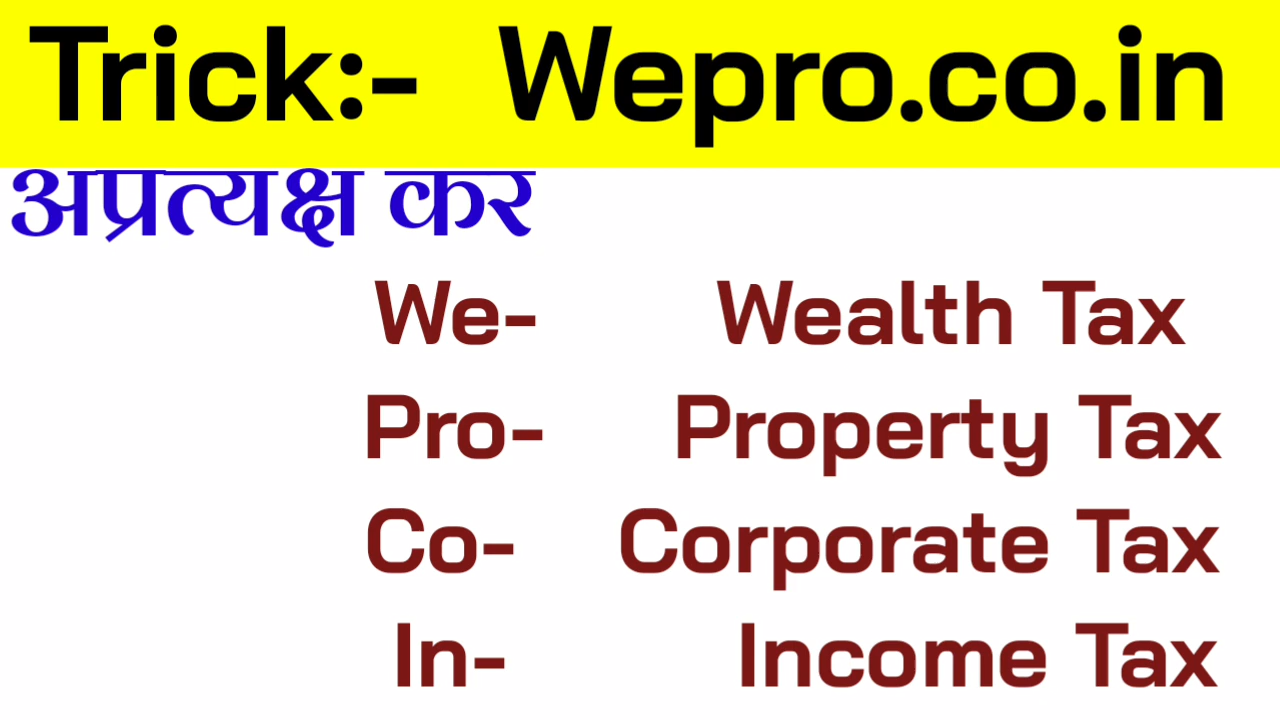 Trick:- Wepro.co.in
अप्रत्यक्ष कर
We- Wealth Tax
Pro- Property Tax
Co- Corporate Tax
In- Income Tax